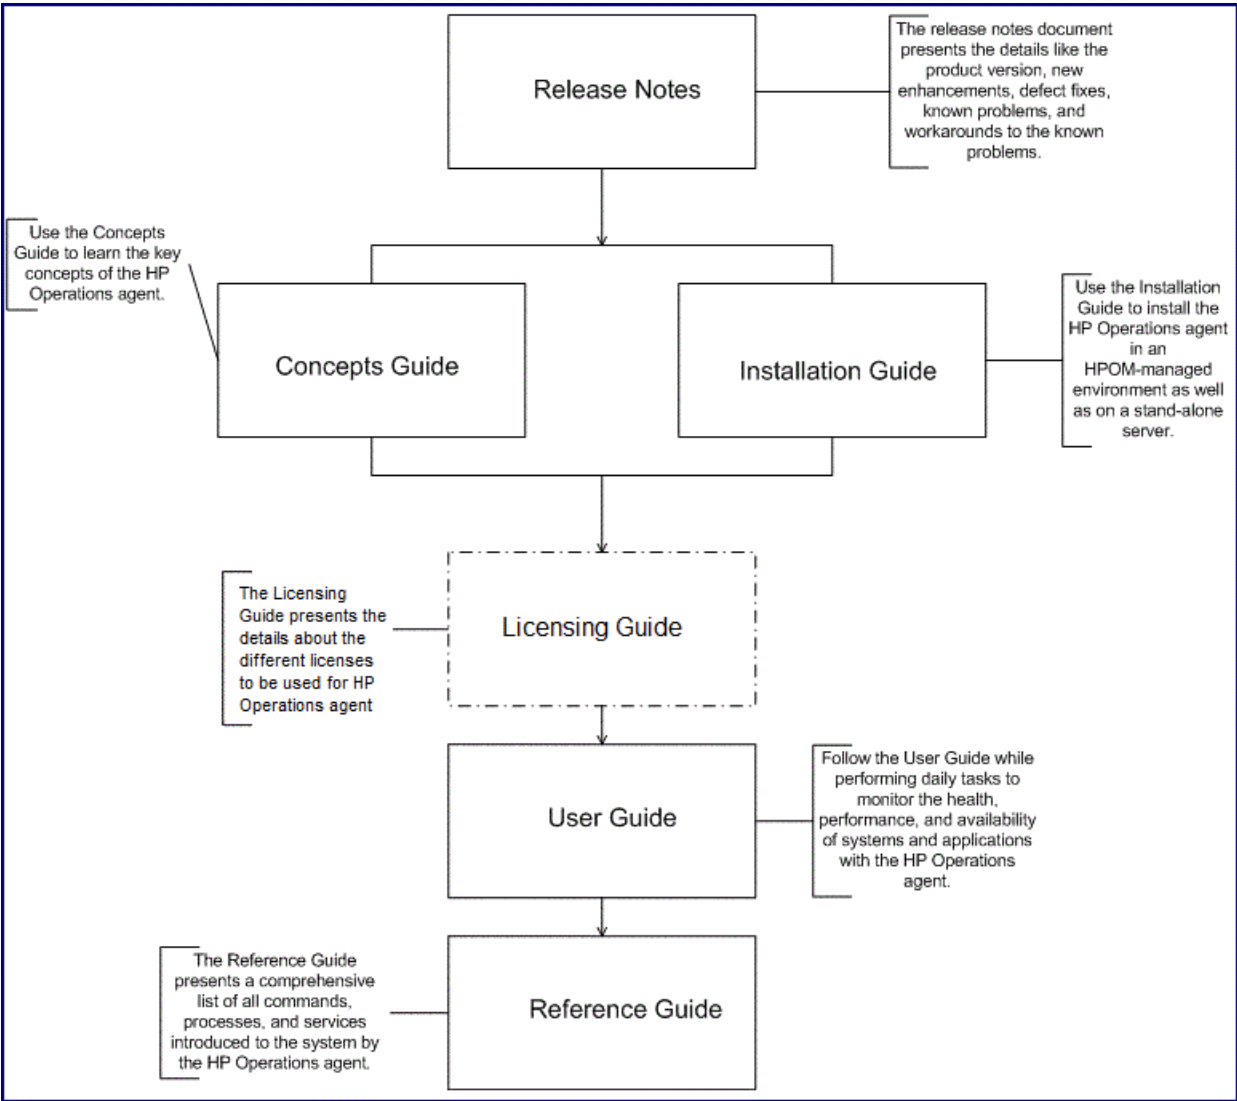 Release Notes
The release notes document
presents the details like the
product version, new
enhancements, defect fixes,
known problems, and
workarounds to the known
problems.
Use the Concepts
Guide to learn the key
concepts of the HP
Operations agent.
Concepts Guide
Installation Guide
Use the Installation
Guide to install the
HP Operations agent
in an
HPOM-managed
environment as well
as on a stand-alone
server.
The Licensing
Guide presents the
details about the
different licenses
to be used for HP
Operations agent
Licensing Guide
User Guide
Follow the User Guide while
performing daily tasks to
monitor the health,
performance, and availability
of systems and applications
with the HP Operations
agent.
The Reference Guide
presents a comprehensive
list of all commands,
processes, and services
introduced to the system by
the HP Operations agent.
Reference Guide